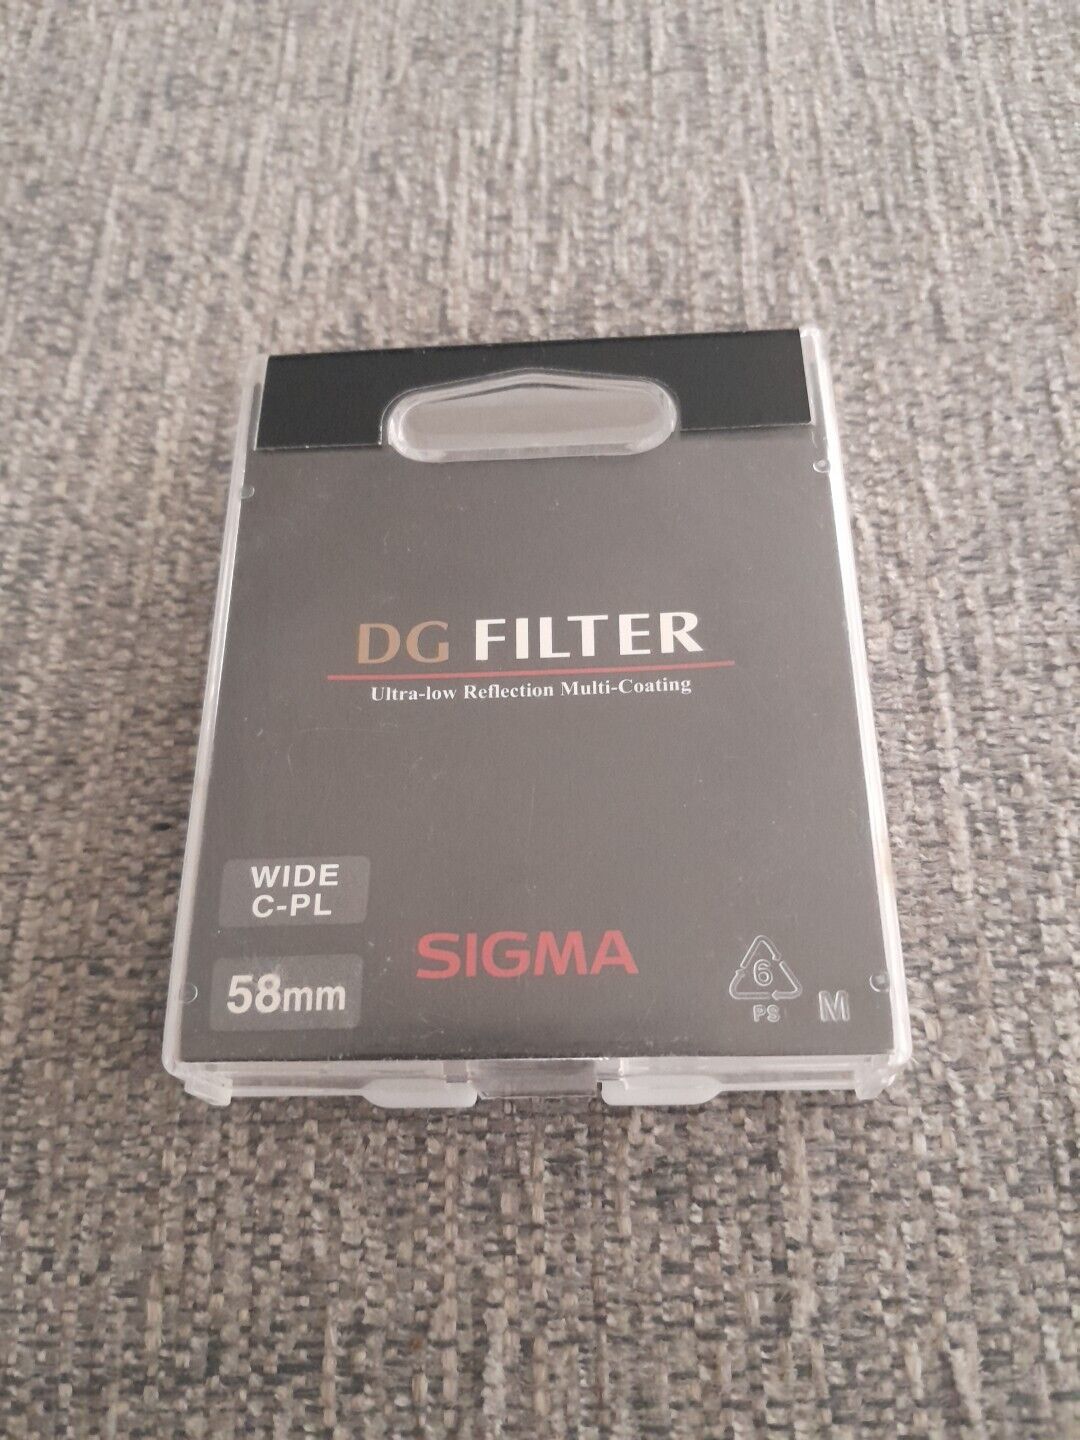 DG FILTER
Ultra-low Reflection Multi-Coating
WIDE
C-PL
SIGMA
58mm
6
PS
M